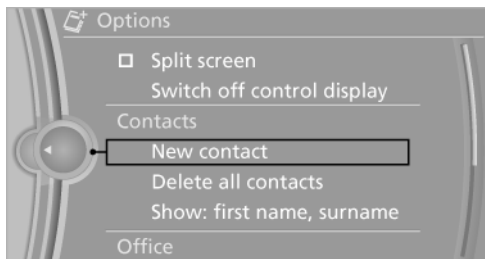 Options
Split screen
Switch off control display
Contacts
New contact
Delete all contacts
Show: first name, surname
Office